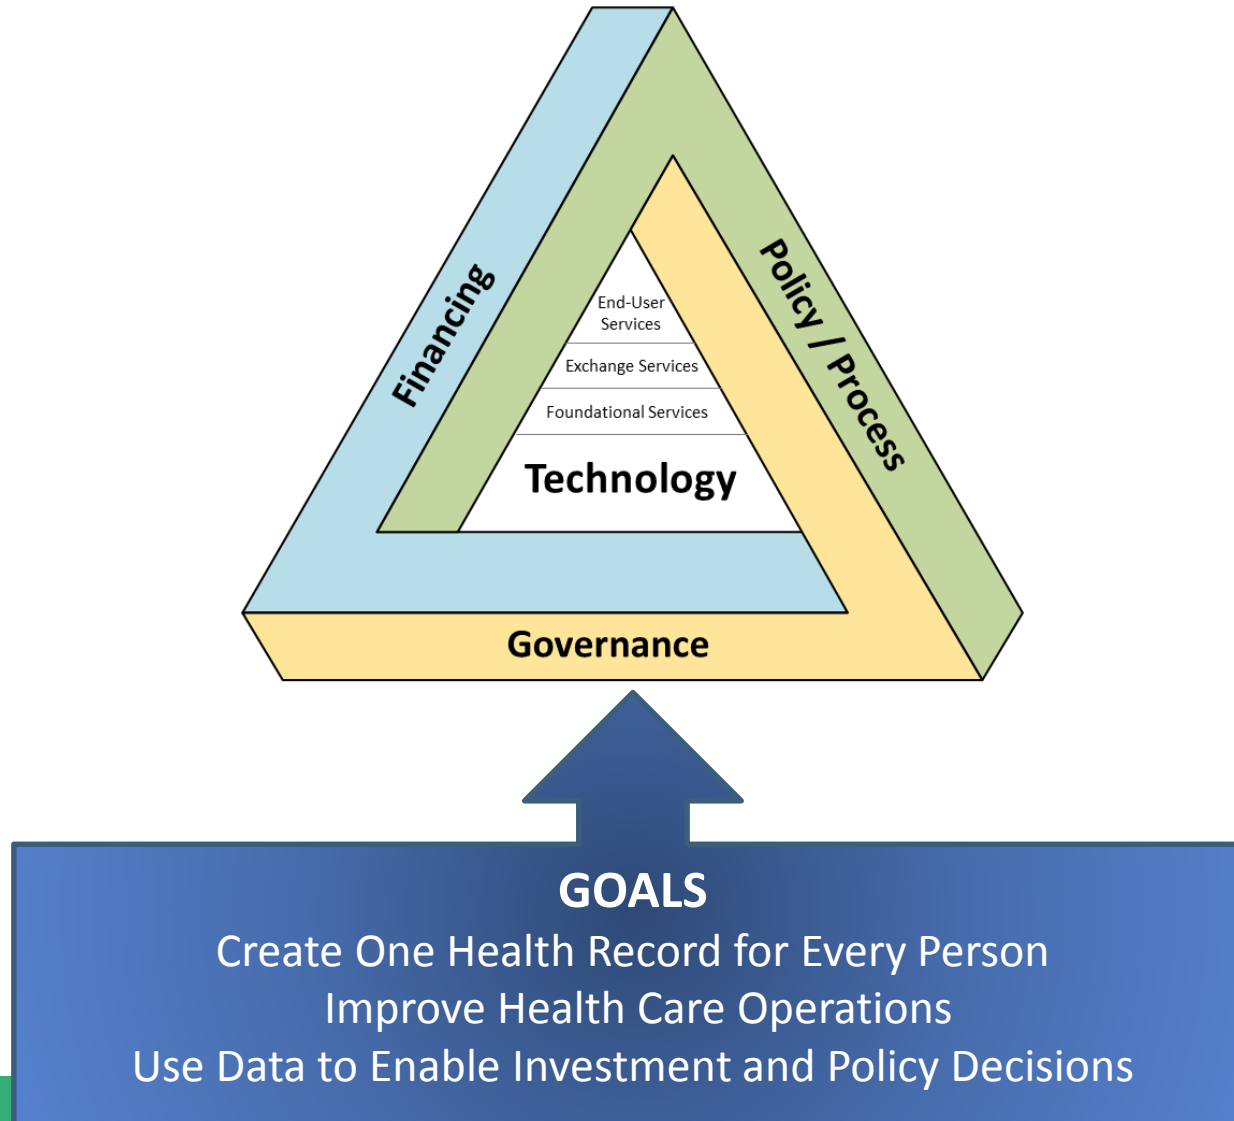 Financing
Policy / Process
End-User
Services
Exchange Services
Foundational Services
Technology
Governance
GOALS
Create One Health Record for Every Person
Improve Health Care Operations
Use Data to Enable Investment and Policy Decisions